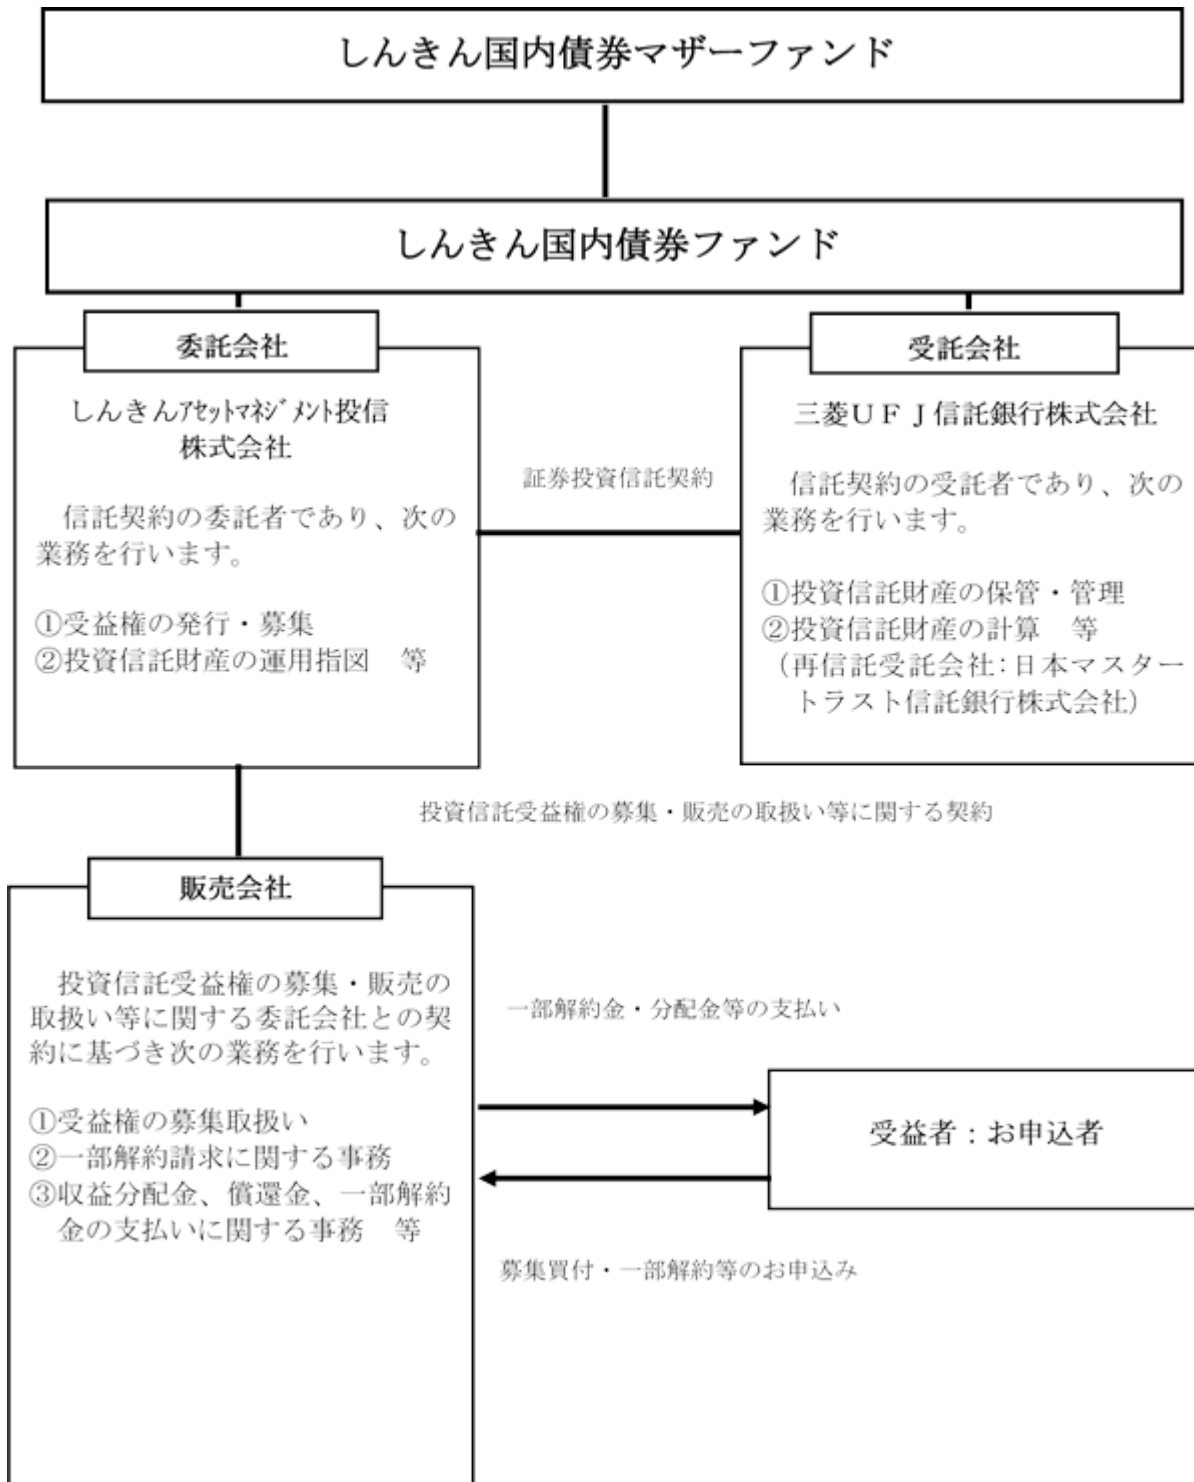 しんきん国内債券マザーファンド
しんきん国内債券ファンド
委託会社
しんきんｱｾｯﾄﾏﾈｼﾞﾒﾝﾄ投信
株式会社
信託契約の委託者であり、次の
業務を行います。
①受益権の発行・募集
②投資信託財産の運用指図　等
証券投資信託契約
受託会社
三菱ＵＦＪ信託銀行株式会社
信託契約の受託者であり、次の
業務を行います。
①投資信託財産の保管・管理
②投資信託財産の計算　等
（再信託受託会社：日本マスター
トラスト信託銀行株式会社）
投資信託受益権の募集・販売の取扱い等に関する契約
販売会社
投資信託受益権の募集・販売の
取扱い等に関する委託会社との契
約に基づき次の業務を行います。
①受益権の募集取扱い
②一部解約請求に関する事務
③収益分配金、償還金、一部解約
金の支払いに関する事務　等
一部解約金・分配金等の支払い
受益者：お申込者
募集買付・一部解約等のお申込み